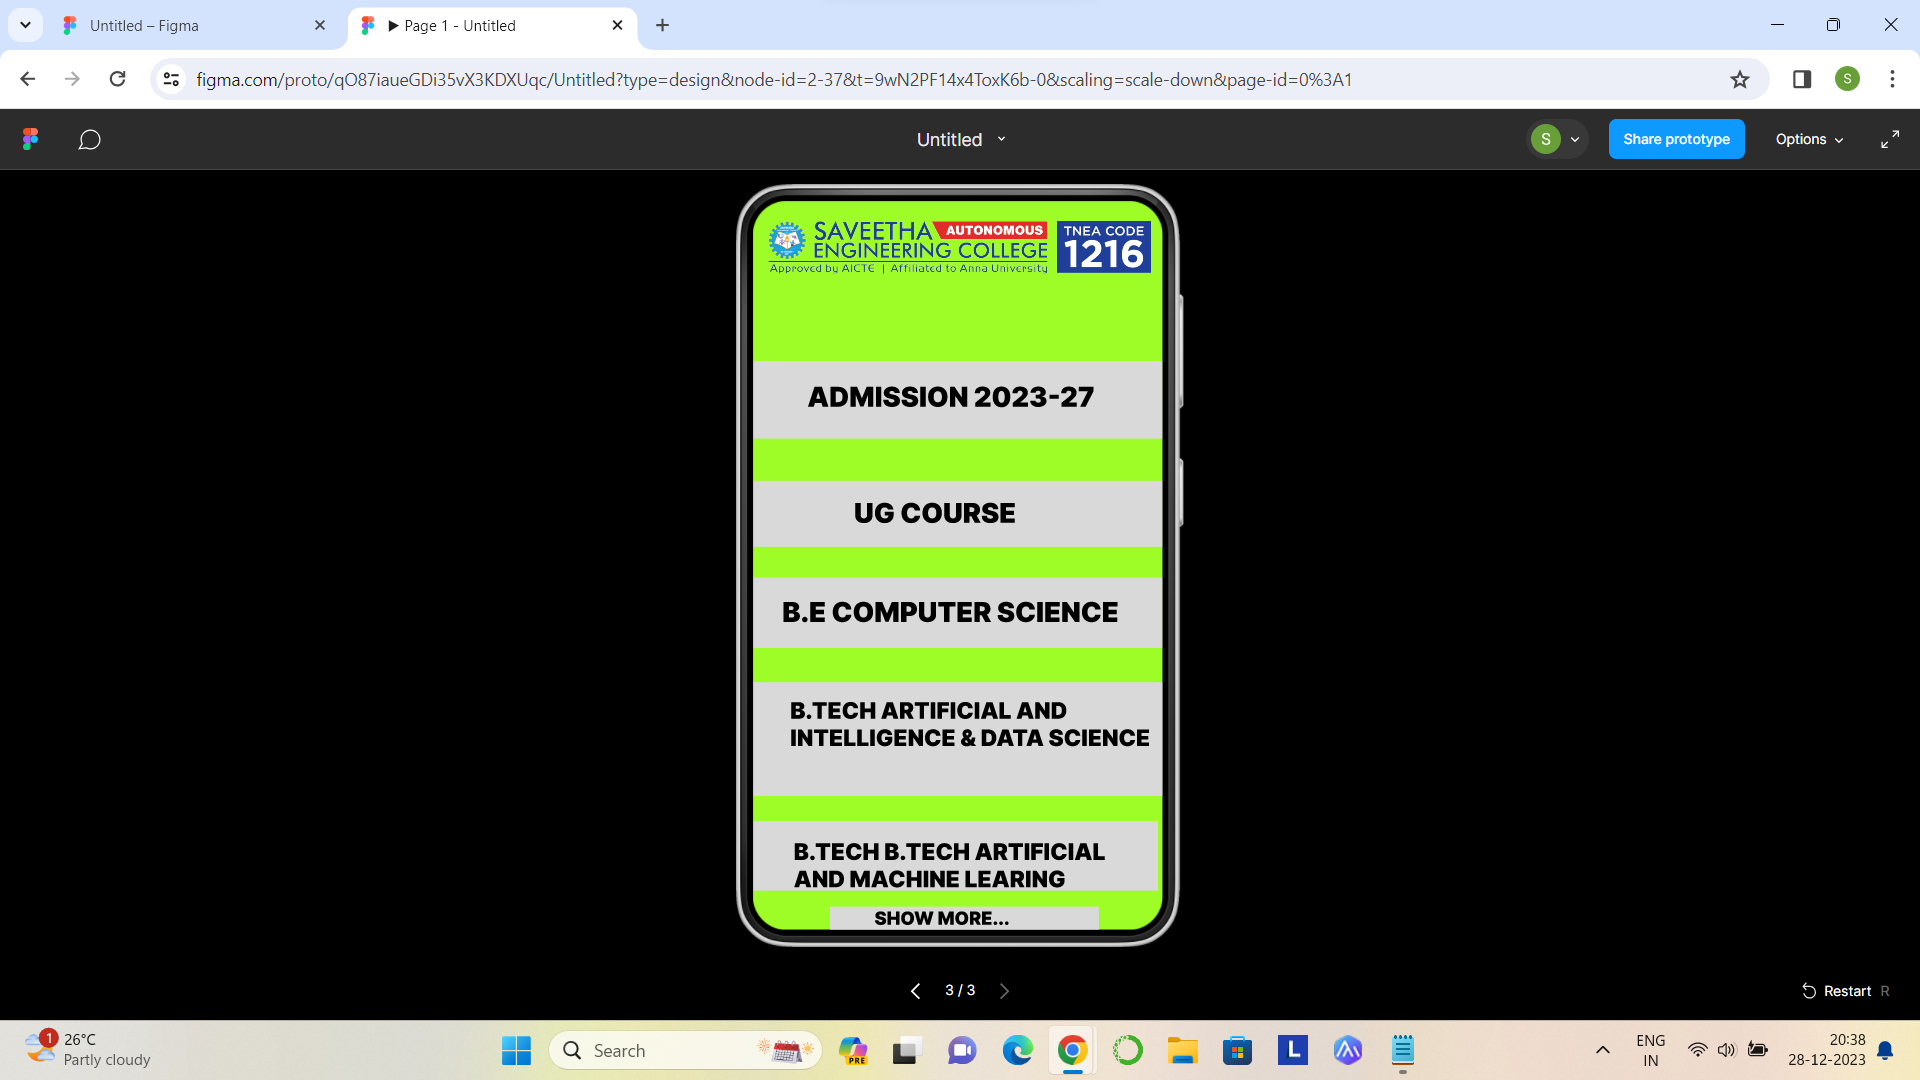 Untitled – Figma
▶ Page 1 - Untitled
figma.com/proto/qO87iaueGDi35vX3KDXUqc/Untitled?type=design&node-id=2-37&t=9wN2PF14x4ToxK6b-0&scaling=scale-down&page-id=0%3A1
S
Untitled
S
Share prototype
Options
SAVEETHA AUTONOMOUS
ENGINEERING COLLEGE
Approved by AICTE | Affiliated to Anna University
TNEA CODE
1216
ADMISSION 2023-27
UG COURSE
B.E COMPUTER SCIENCE
B.TECH ARTIFICIAL AND
INTELLIGENCE & DATA SCIENCE
B.TECH B.TECH ARTIFICIAL
AND MACHINE LEARING
SHOW MORE...
3 / 3
Restart R
1
26°C
Partly cloudy
Search
PRE
L
ENG
IN
20:38
28-12-2023